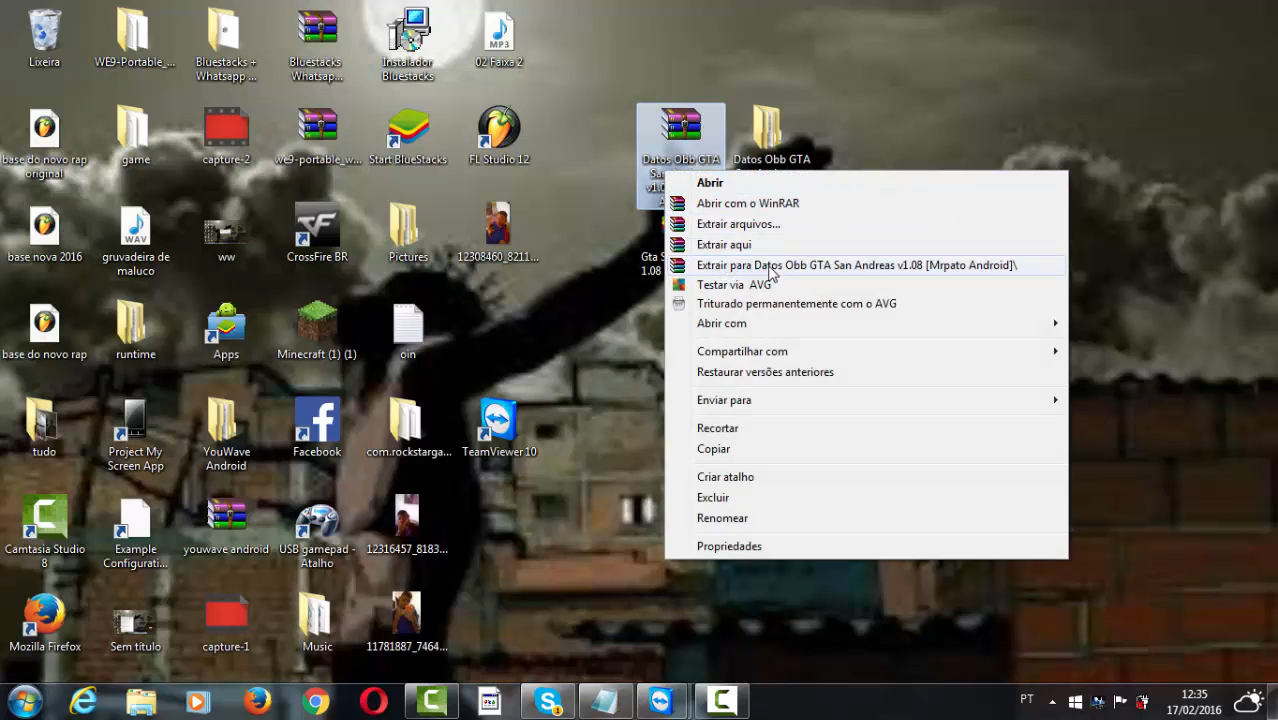 Lixeira
WE9-Portable_...
Bluestacks +
Whatsapp ...
Bluestacks
Whatsap...
Instalador
Bluestacks
02 Faixa 2
MP3
base do novo rap
original
game
capture-2
we9-portable_w...
Start BlueStacks
FL Studio 12
Datos Obb GTA
Datos Obb GTA
base nova 2016
WAV
gruvadeira de
maluco
ww
CF
CrossFire BR
Pictures
12308460_8211...
1.08
base do novo rap
runtime
Apps
Minecraft (1) (1)
oin
tudo
Project My
Screen App
YouWave
Android
Facebook
com.rockstarga...
TeamViewer 10
Camtasia Studio
8
Example
Configurati...
youwave android
USB gamepad -
Atalho
12316457_8183...
Mozilla Firefox
Sem título
capture-1
Music
11781887_7464...
Abrir
Abrir com o WinRAR
Extrair arquivos...
Extrair aqui
Extrair para Datos Obb GTA San Andreas v1.08 [Mrpato Android]\
Testar via AVG
Triturado permanentemente com o AVG
Abrir com
Compartilhar com
Restaurar versões anteriores
Enviar para
Recortar
Copiar
Criar atalho
Excluir
Renomear
Propriedades
PT
12:35
17/02/2016